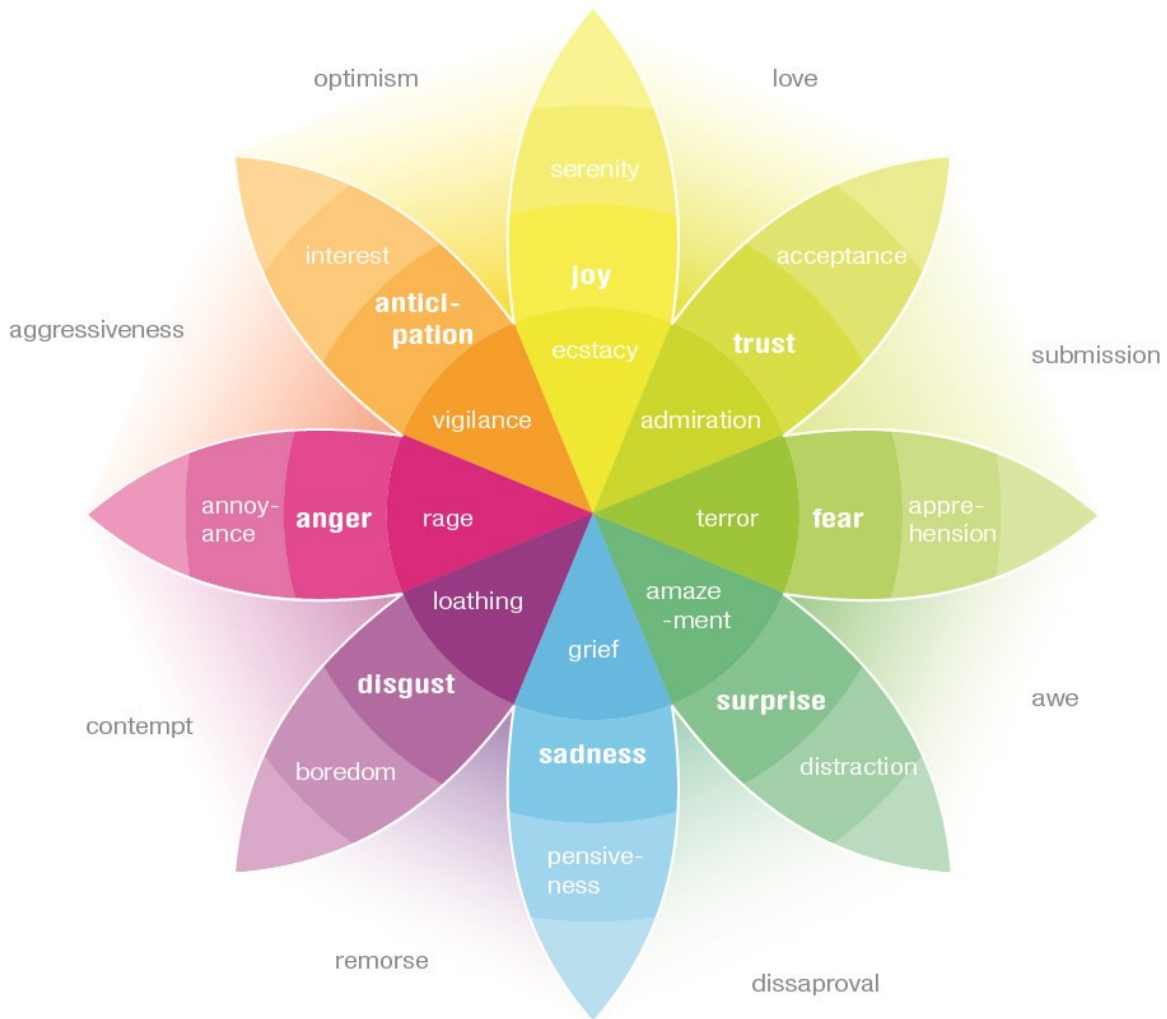 optimism
love
serenity
interest
acceptance
joy
antici-
pation
aggressiveness
trust
submission
ecstacy
vigilance
admiration
annoy-
ance
anger
rage
terror
fear
appre-
hension
loathing
amaze
-ment
grief
disgust
surprise
contempt
awe
sadness
boredom
distraction
pensive-
ness
remorse
dissaproval